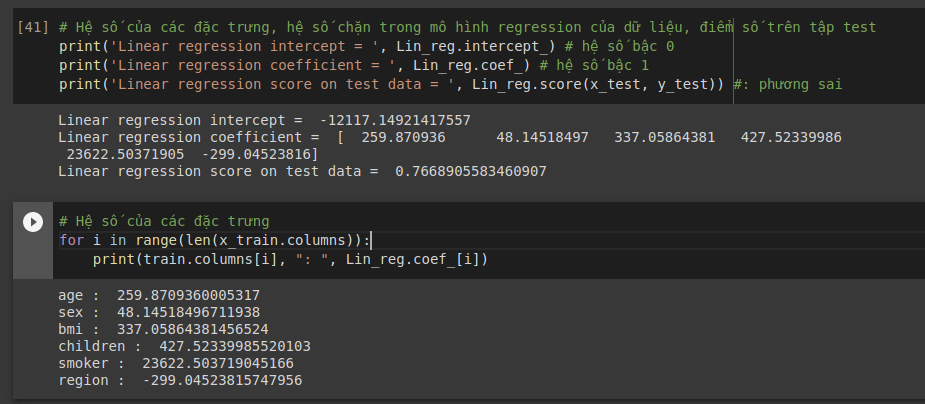 [41] # Hệ số của các đặc trưng, hệ số chặn trong mô hình regression của dữ liệu, điểm số trên tập test
print('Linear regression intercept = ', Lin_reg.intercept_) # hệ số bậc 0
print('Linear regression coefficient = ', Lin_reg.coef_) # hệ số bậc 1
print('Linear regression score on test data = ', Lin_reg.score(x_test, y_test)) #: phương sai
Linear regression intercept =  -12117.14921417557
Linear regression coefficient =  [  259.870936      48.14518497   337.05864381   427.52339986
 23622.50371905  -299.04523816]
Linear regression score on test data =  0.7668905583460907
# Hệ số của các đặc trưng
for i in range(len(x_train.columns)):
    print(train.columns[i], ": ", Lin_reg.coef_[i])
age :  259.8709360005317
sex :  48.14518496711938
bmi :  337.05864381456524
children :  427.52339985520103
smoker :  23622.503719045166
region :  -299.04523815747956